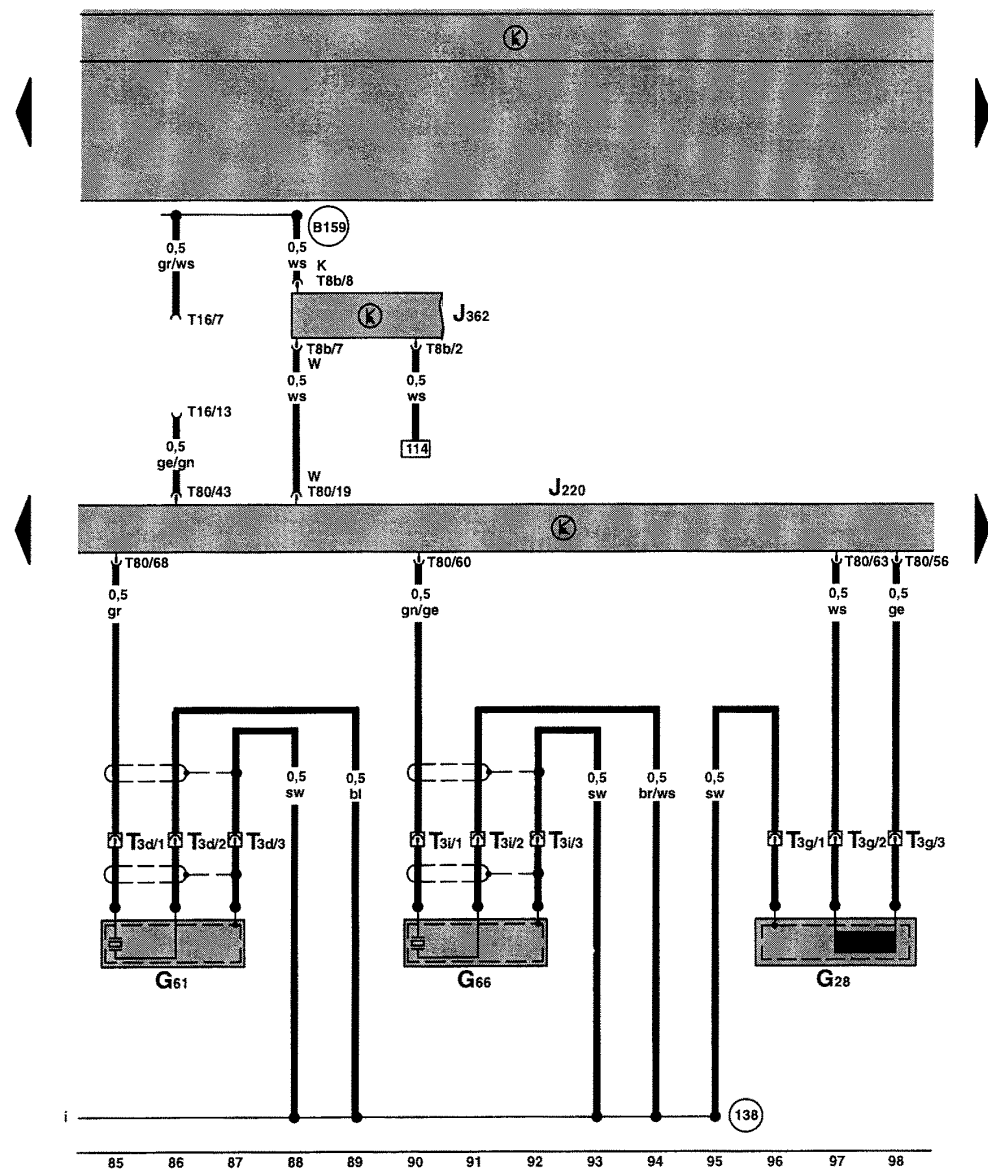 K
B159
0,5 0,5
gr/ws ws K
T8b/8
T16/7
K
J362
T8b/7 T8b/2
W
0,5 0,5
ws ws
T16/13
0,5
ge/gn
114
W
T80/43 T80/19
J220
K
T80/68 T80/60 T80/63 T80/56
0,5 0,5 0,5 0,5
gr gn/ge ws ge
0,5 0,5 0,5 0,5 0,5
sw bl sw br/ws sw
T3d/1 T3d/2 T3d/3 T3i/1 T3i/2 T3i/3 T3g/1 T3g/2 T3g/3
G61 G66 G28
i 138
85 86 87 88 89 90 91 92 93 94 95 96 97 98